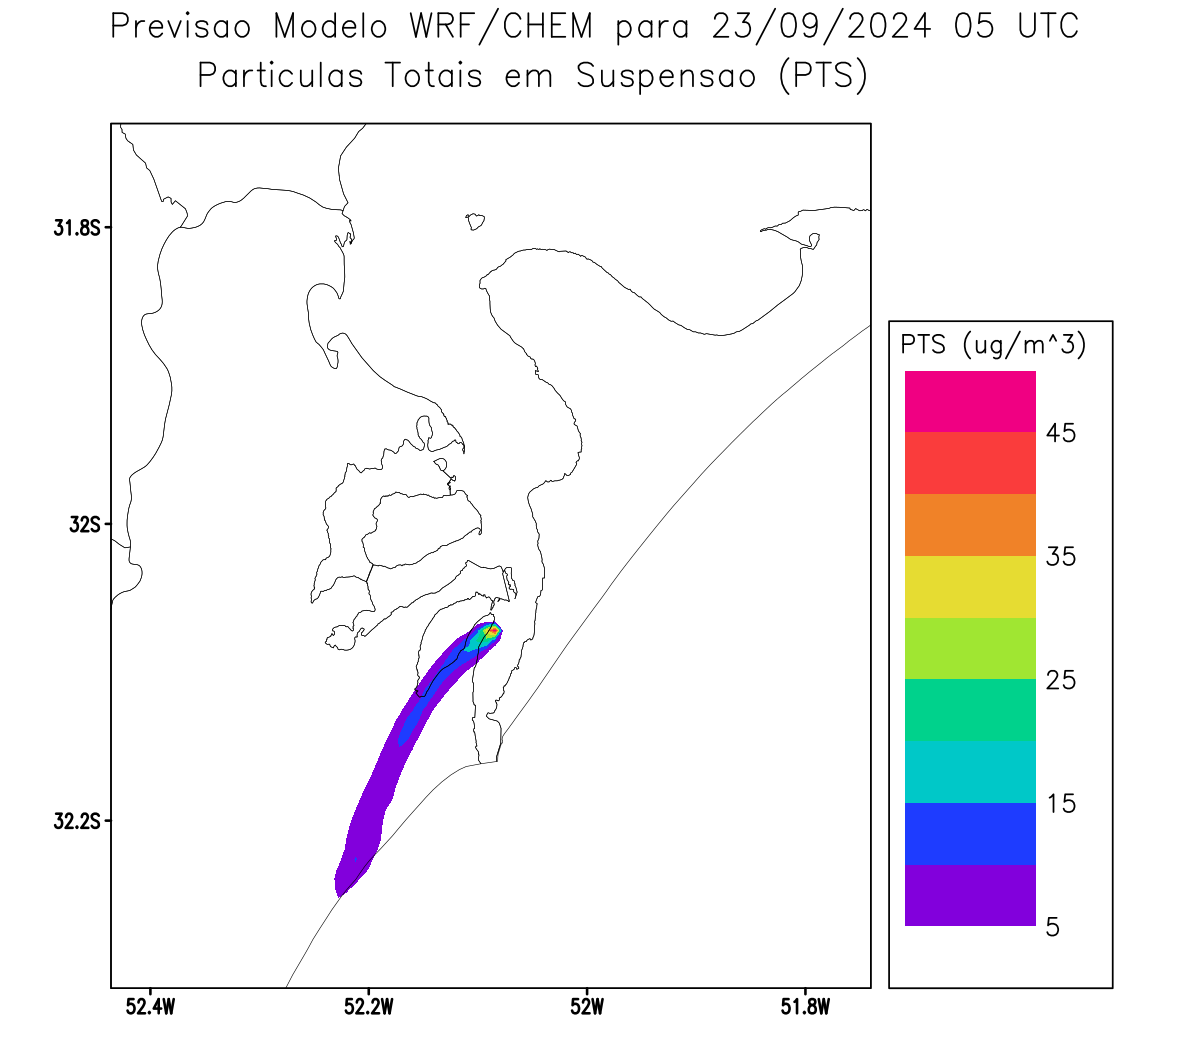 Previsao Modelo WRF/CHEM para 23/09/2024 05 UTC
Particulas Totais em Suspensao (PTS)
31.8S
32S
32.2S
52.4W
52.2W
52W
51.8W
PTS (ug/m^3)
45
35
25
15
5